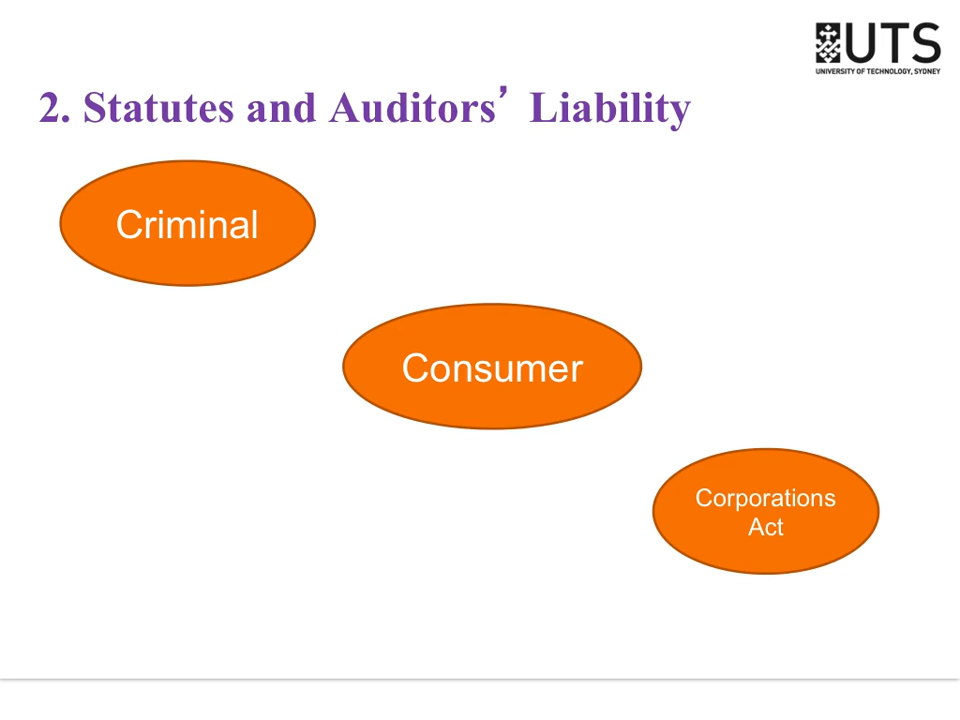 UTS
UNIVERSITY OF TECHNOLOGY, SYDNEY
2. Statutes and Auditors’ Liability
Criminal
Consumer
Corporations
Act